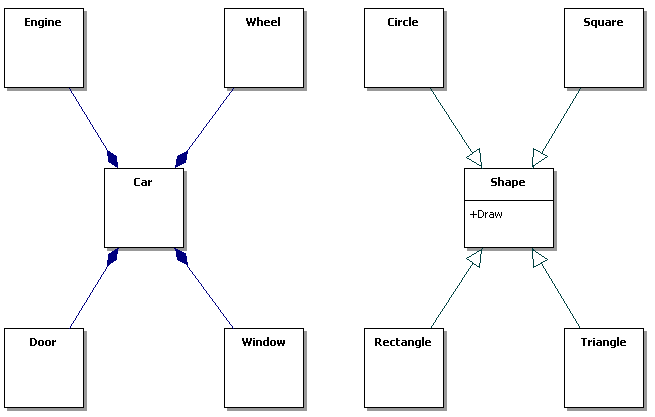 Engine
Wheel
Circle
Square
Car
Shape
+Draw
Door
Window
Rectangle
Triangle